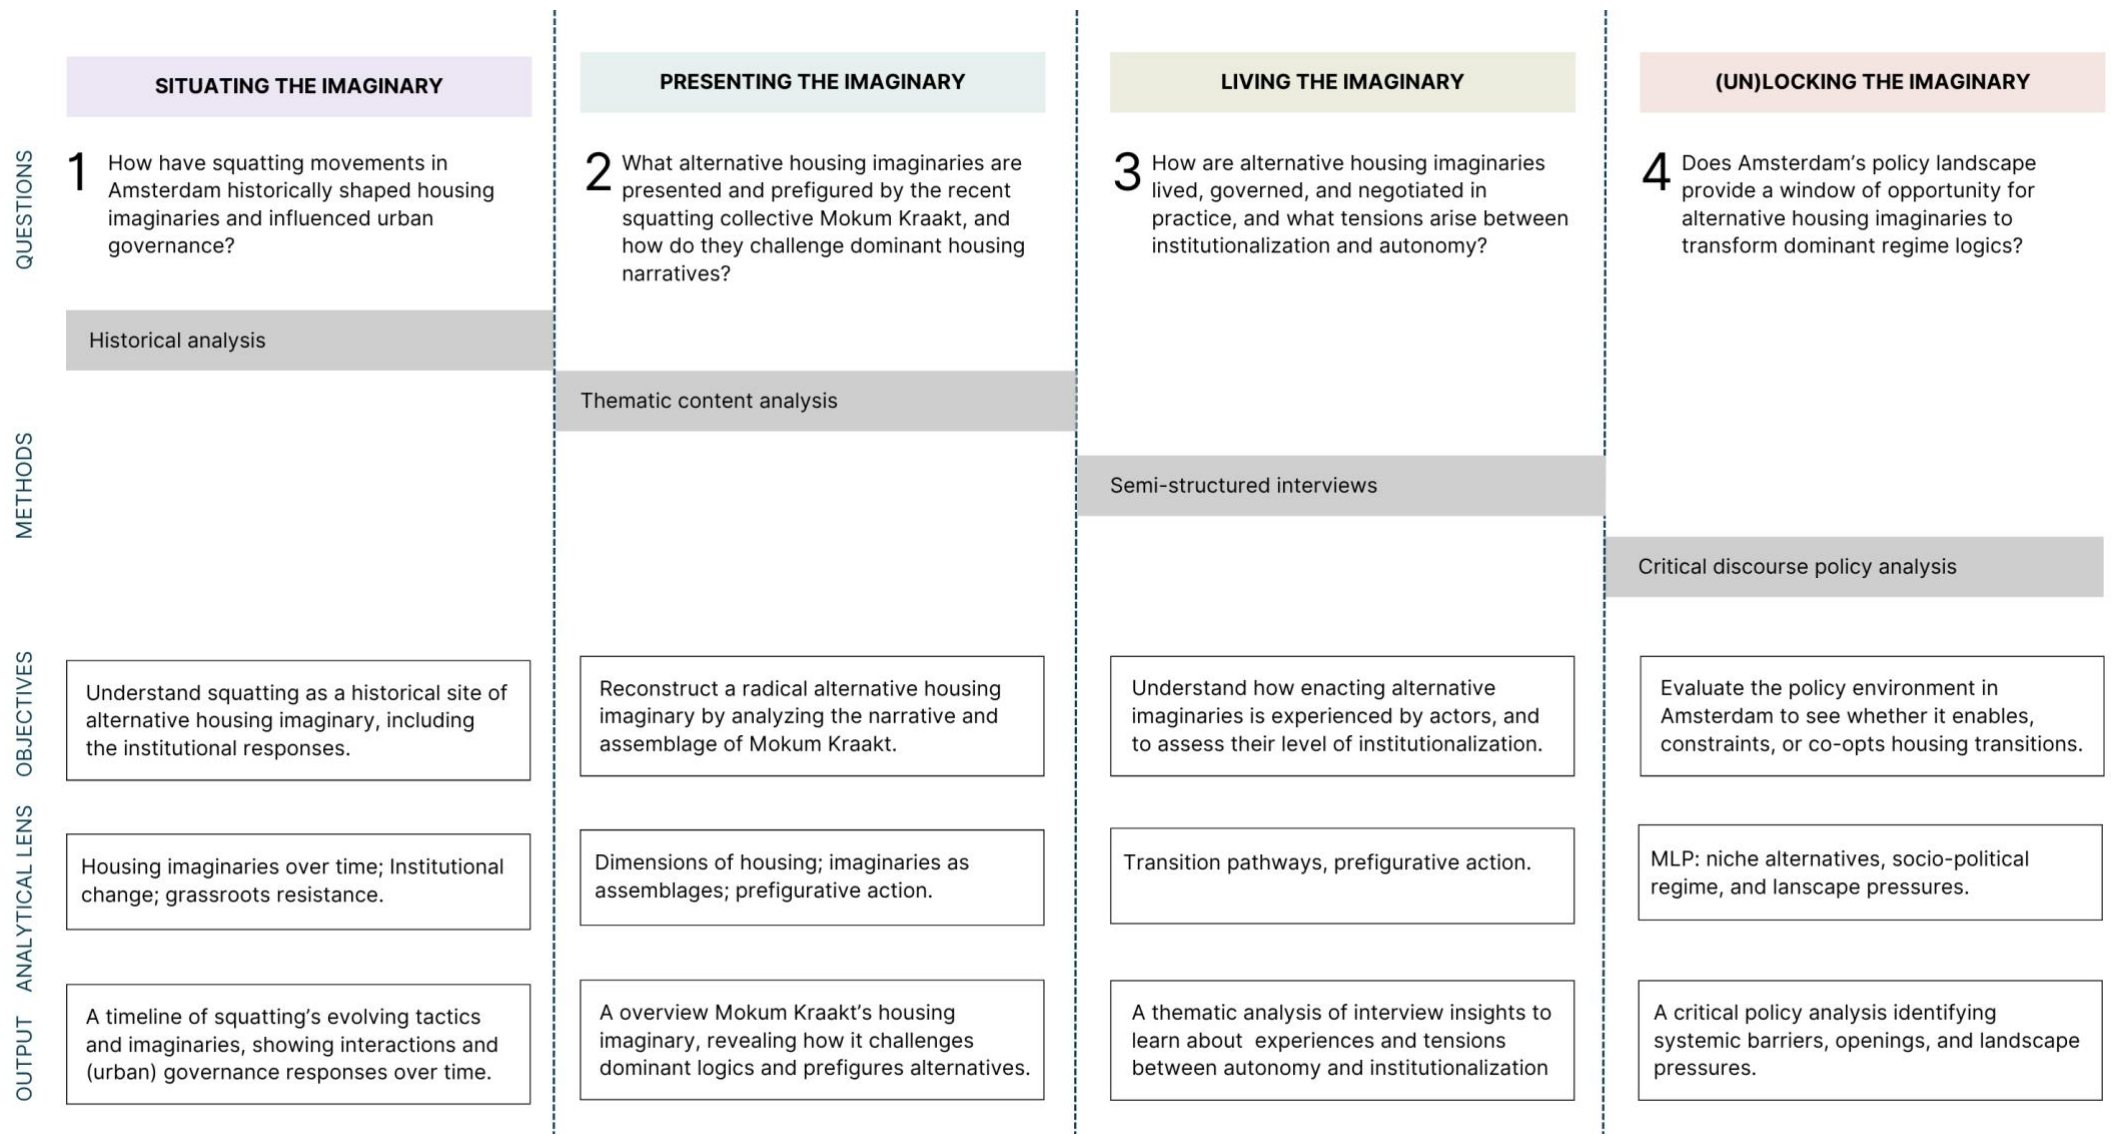 SITUATING THE IMAGINARY
PRESENTING THE IMAGINARY
LIVING THE IMAGINARY
(UN)LOCKING THE IMAGINARY
QUESTIONS
1
How have squatting movements in
Amsterdam historically shaped housing
imaginaries and influenced urban
governance?
2
What alternative housing imaginaries are
presented and prefigured by the recent
squatting collective Mokum Kraakt, and
how do they challenge dominant housing
narratives?
3
How are alternative housing imaginaries
lived, governed, and negotiated in
practice, and what tensions arise between
institutionalization and autonomy?
4
Does Amsterdam’s policy landscape
provide a window of opportunity for
alternative housing imaginaries to
transform dominant regime logics?
METHODS
Historical analysis
Thematic content analysis
Semi-structured interviews
Critical discourse policy analysis
OBJECTIVES
Understand squatting as a historical site of
alternative housing imaginary, including
the institutional responses.
Reconstruct a radical alternative housing
imaginary by analyzing the narrative and
assemblage of Mokum Kraakt.
Understand how enacting alternative
imaginaries is experienced by actors, and
to assess their level of institutionalization.
Evaluate the policy environment in
Amsterdam to see whether it enables,
constraints, or co-opts housing transitions.
ANALYTICAL LENS
Housing imaginaries over time; Institutional
change; grassroots resistance.
Dimensions of housing; imaginaries as
assemblages; prefigurative action.
Transition pathways, prefigurative action.
MLP: niche alternatives, socio-political
regime, and lanscape pressures.
OUTPUT
A timeline of squatting’s evolving tactics
and imaginaries, showing interactions and
(urban) governance responses over time.
A overview Mokum Kraakt’s housing
imaginary, revealing how it challenges
dominant logics and prefigures alternatives.
A thematic analysis of interview insights to
learn about experiences and tensions
between autonomy and institutionalization
A critical policy analysis identifying
systemic barriers, openings, and landscape
pressures.